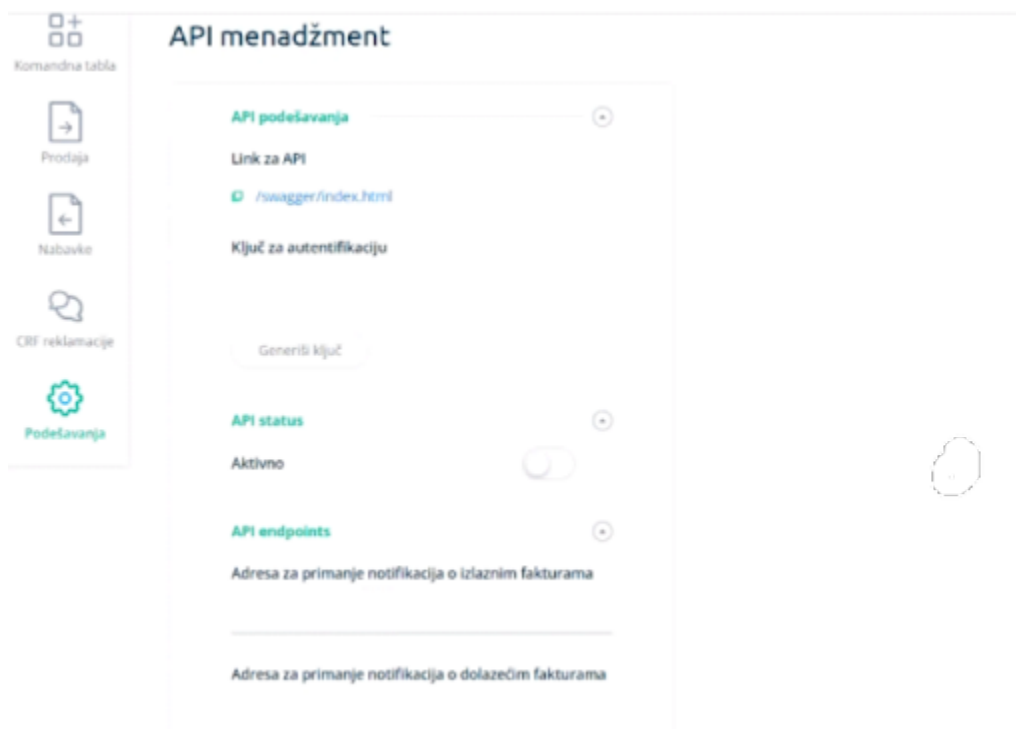 API menadžment
Komandna tabla
Prodaja
Nabavke
CRF reklamacije
Podešavanja
API podešavanja
Link za API
/swagger/index.html
Ključ za autentifikaciju
Generiši ključ
API status
Aktivno
API endpoints
Adresa za primanje notifikacija o izlaznim fakturama
Adresa za primanje notifikacija o dolazećim fakturama